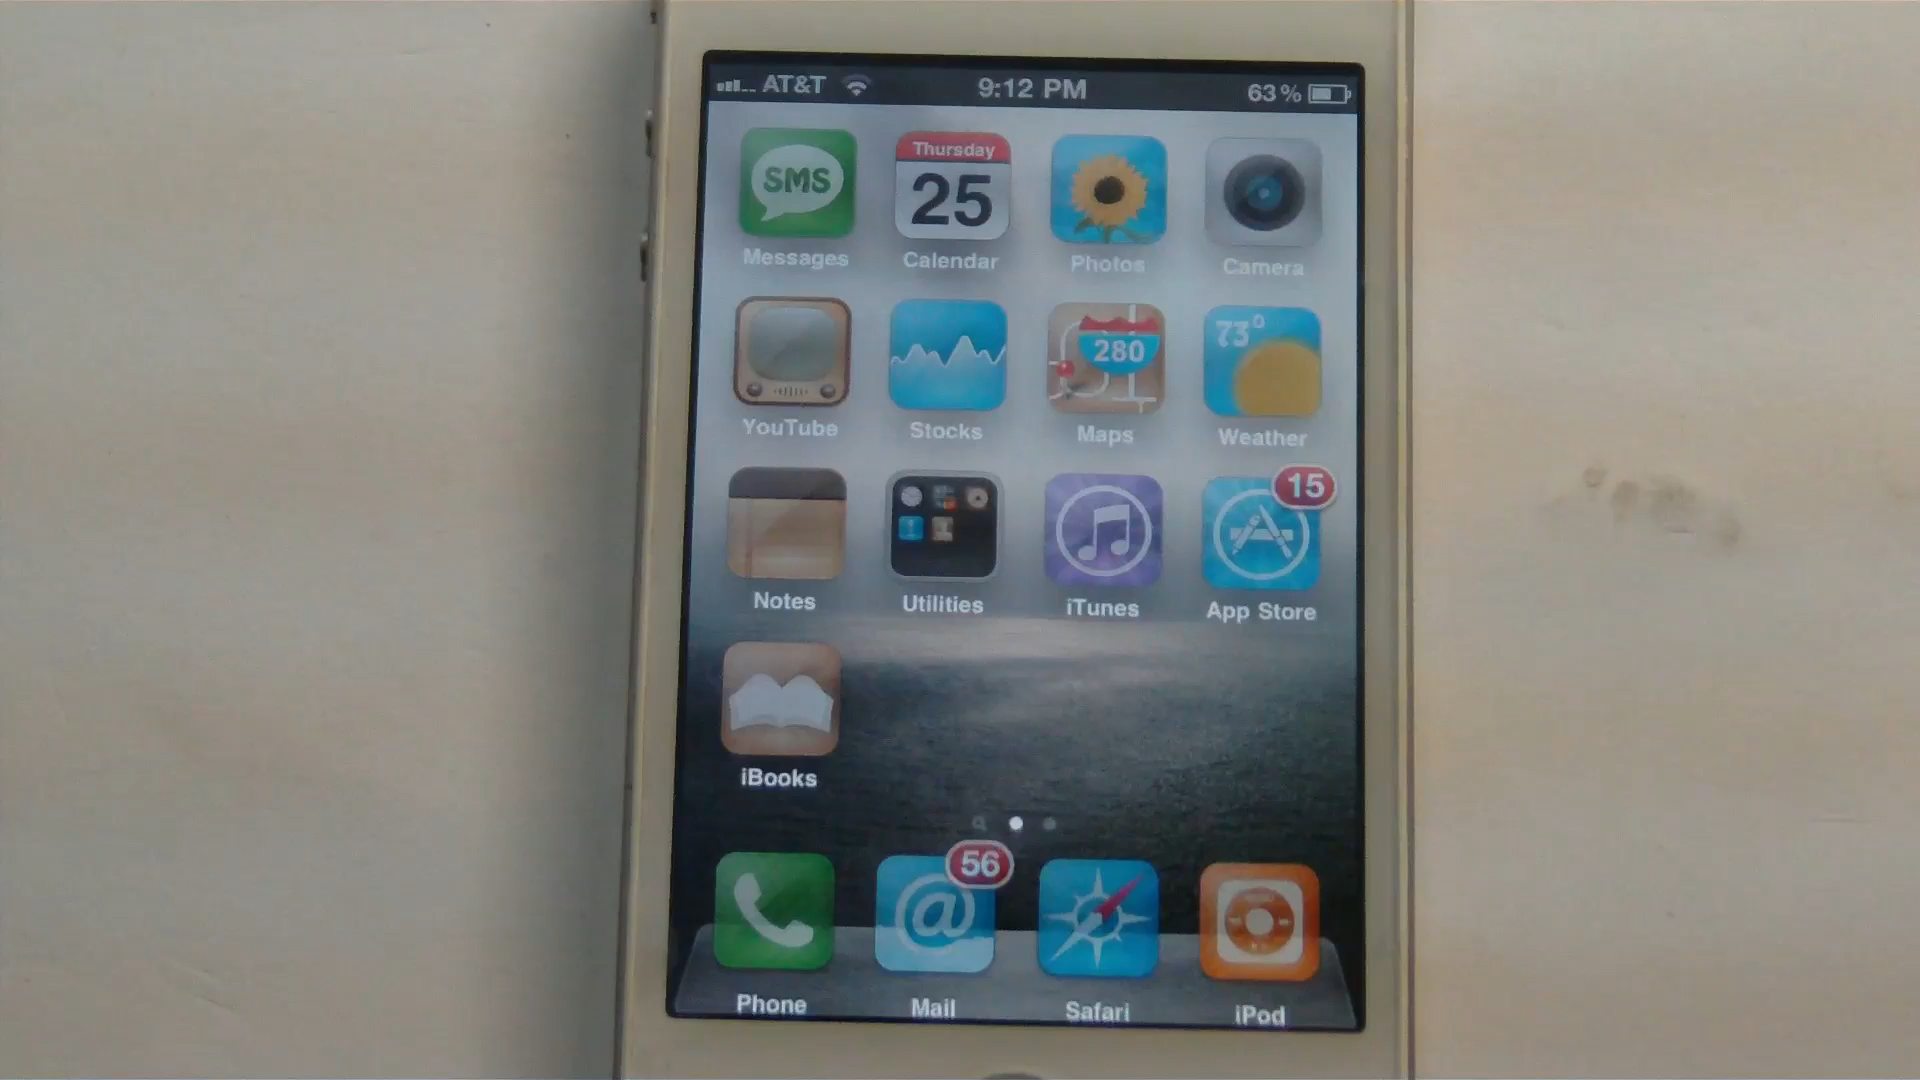 AT&T 9:12 PM 63%
SMS Thursday 25
Messages Calendar Photos Camera
280 73°
YouTube Stocks Maps Weather
15
Notes Utilities iTunes App Store
iBooks
56
@
Phone Mail Safari iPod